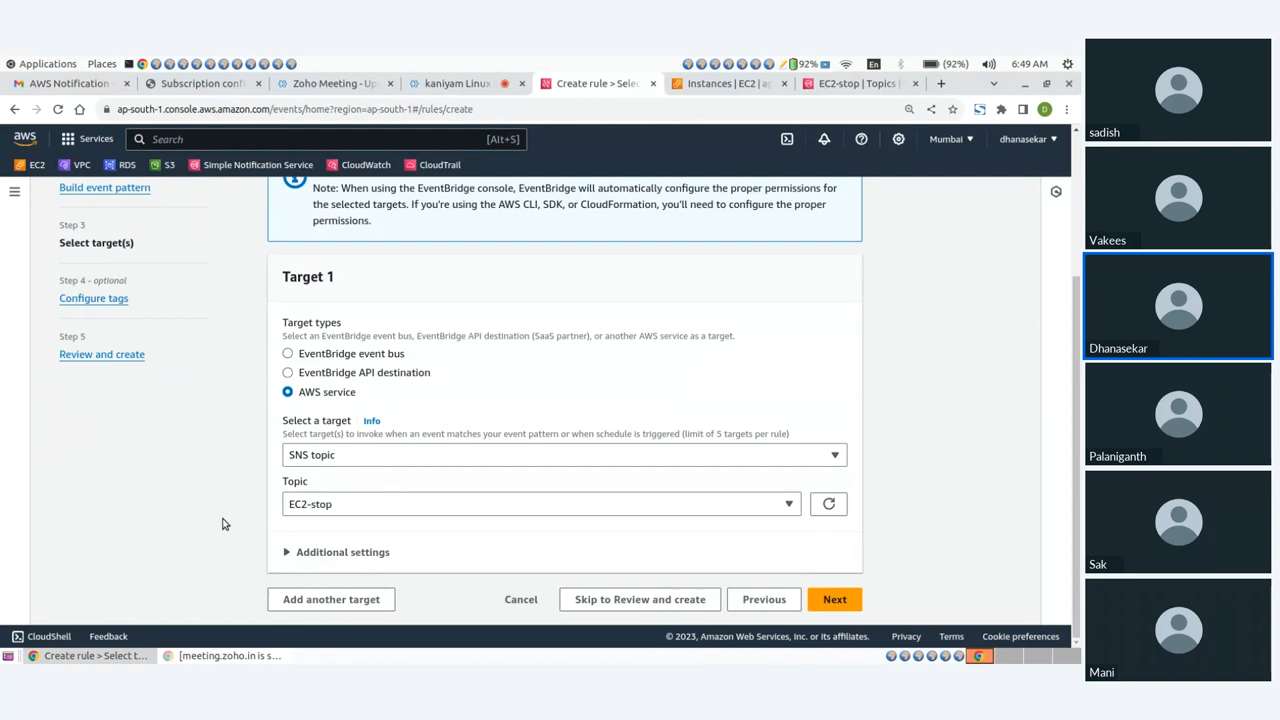 Applications Places 92% (92%) 6:49 AM
En
AWS Notification Subscription conf Zoho Meeting - Up kaniyam Linux Create rule > Selec Instances | EC2 | ap EC2-stop | Topics |
ap-south-1.console.aws.amazon.com/events/home?region=ap-south-1#/rules/create D
aws Services Search [Alt+S] Mumbai dhanasekar
EC2 VPC RDS S3 Simple Notification Service CloudWatch CloudTrail
Build event pattern
Step 3
Select target(s)
Step 4 - optional
Configure tags
Step 5
Review and create
Note: When using the EventBridge console, EventBridge will automatically configure the proper permissions for
the selected targets. If you're using the AWS CLI, SDK, or CloudFormation, you'll need to configure the proper
permissions.
Target 1
Target types
Select an EventBridge event bus, EventBridge API destination (SaaS partner), or another AWS service as a target.
EventBridge event bus
EventBridge API destination
AWS service
Select a target Info
Select target(s) to invoke when an event matches your event pattern or when schedule is triggered (limit of 5 targets per rule)
SNS topic
Topic
EC2-stop
Additional settings
Add another target Cancel Skip to Review and create Previous Next
CloudShell Feedback © 2023, Amazon Web Services, Inc. or its affiliates. Privacy Terms Cookie preferences
Create rule > Select t... [meeting.zoho.in is s...
sadish
Vakees
Dhanasekar
Palaniganth
Sak
Mani